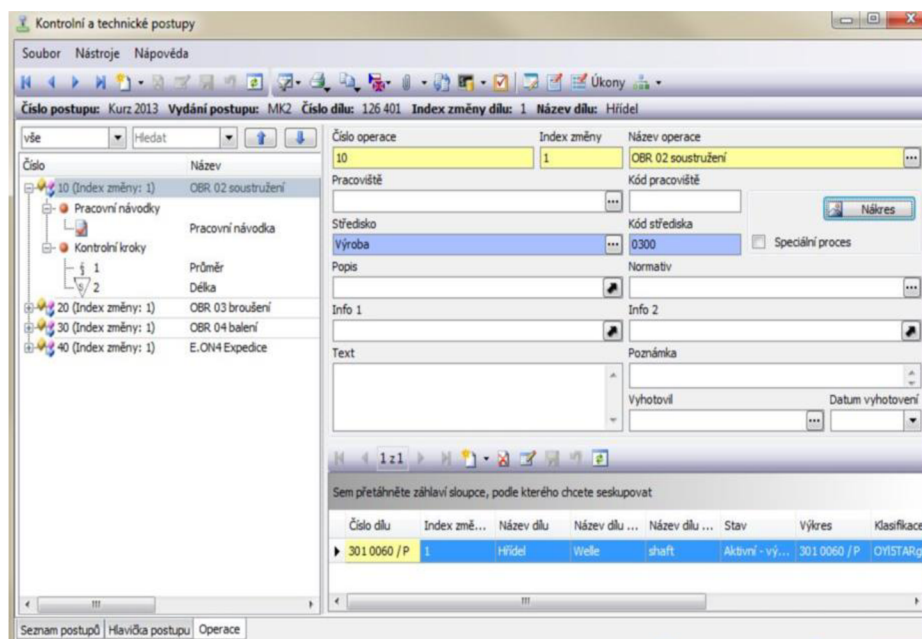 Kontrolní a technické postupy
Soubor Nástroje Nápověda
Úkony
Číslo postupu: Kurz 2013 Vydání postupu: MK2 Číslo dílu: 126 401 Index změny dílu: 1 Název dílu: Hřídel
vše Hledat
Číslo Název
10 (Index změny: 1) OBR 02 soustružení
Pracovní návodky
Pracovní návodka
Kontrolní kroky
1 Průměr
2 Délka
20 (Index změny: 1) OBR 03 broušení
30 (Index změny: 1) OBR 04 balení
40 (Index změny: 1) E.ON4 Expedice
Číslo operace Index změny Název operace
10 1 OBR 02 soustružení
Pracoviště Kód pracoviště
Nákres
Středisko Kód střediska
Výroba 0300 Speciální proces
Popis Normativ
Info 1 Info 2
Text Poznámka
Vyhotovil Datum vyhotovení
1 z 1
Sem přetáhněte záhlaví sloupce, podle kterého chcete seskupovat
Číslo dílu Index změ... Název dílu Název dílu ... Název dílu ... Stav Výkres Klasifikace
301 0060 / P 1 Hřídel Welle shaft Aktivní - vý... 301 0060 / P
Seznam postupů Hlavička postupu Operace